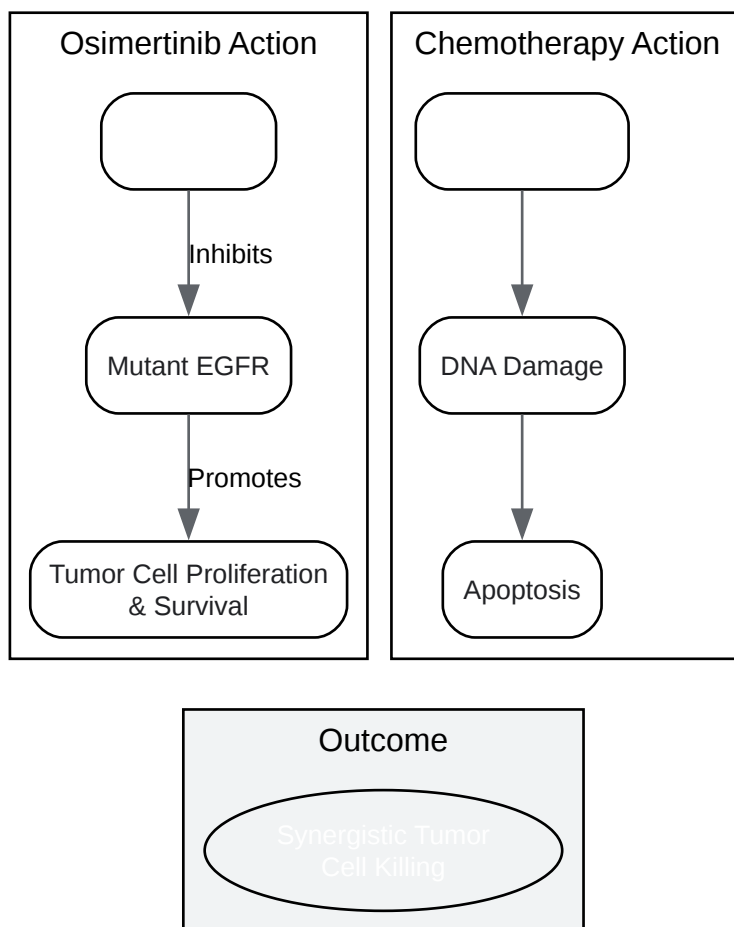 Osimertinib Action
Inhibits
Mutant EGFR
Promotes
Tumor Cell Proliferation
& Survival
Chemotherapy Action
DNA Damage
Apoptosis
Outcome
Synergistic Tumor
Cell Killing